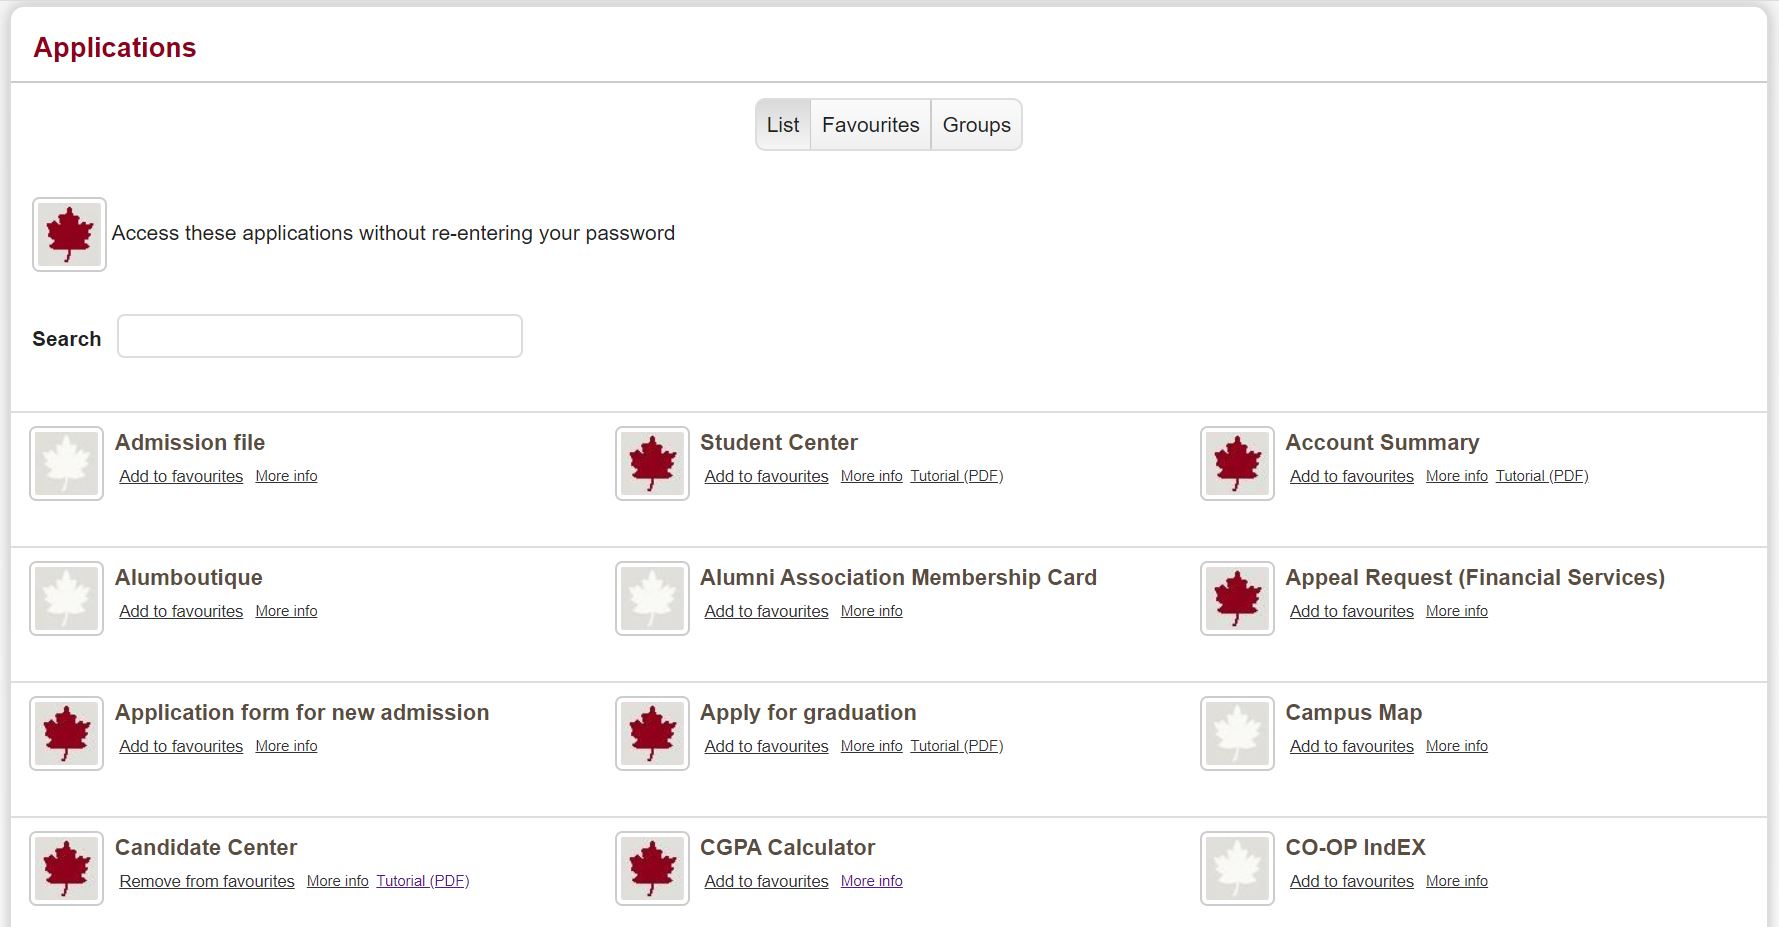 Applications
List Favourites Groups
Access these applications without re-entering your password
Search
Admission file
Add to favourites More info
Student Center
Add to favourites More info Tutorial (PDF)
Account Summary
Add to favourites More info Tutorial (PDF)
Alumboutique
Add to favourites More info
Alumni Association Membership Card
Add to favourites More info
Appeal Request (Financial Services)
Add to favourites More info
Application form for new admission
Add to favourites More info
Apply for graduation
Add to favourites More info Tutorial (PDF)
Campus Map
Add to favourites More info
Candidate Center
Remove from favourites More info Tutorial (PDF)
CGPA Calculator
Add to favourites More info
CO-OP IndEX
Add to favourites More info